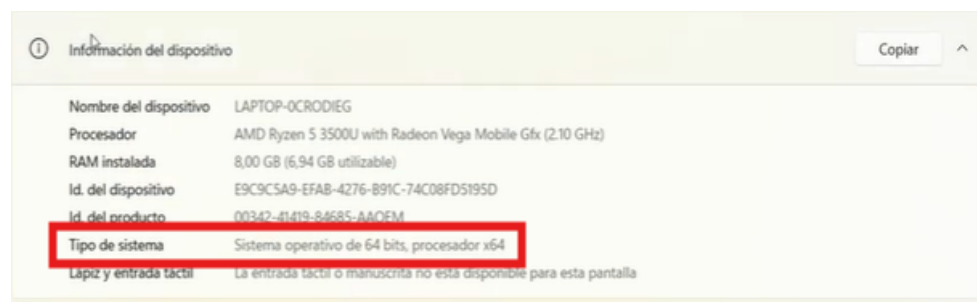 Información del dispositivo
Copiar
Nombre del dispositivo LAPTOP-0CRODIEG
Procesador AMD Ryzen 5 3500U with Radeon Vega Mobile Gfx (2.10 GHz)
RAM instalada 8,00 GB (6,94 GB utilizable)
Id. del dispositivo E9C9C5A9-EFAB-4276-B91C-74C08FD5195D
Id. del producto 00342-41419-84685-AAOEM
Tipo de sistema Sistema operativo de 64 bits, procesador x64
Lápiz y entrada táctil La entrada táctil o manuscrita no está disponible para esta pantalla